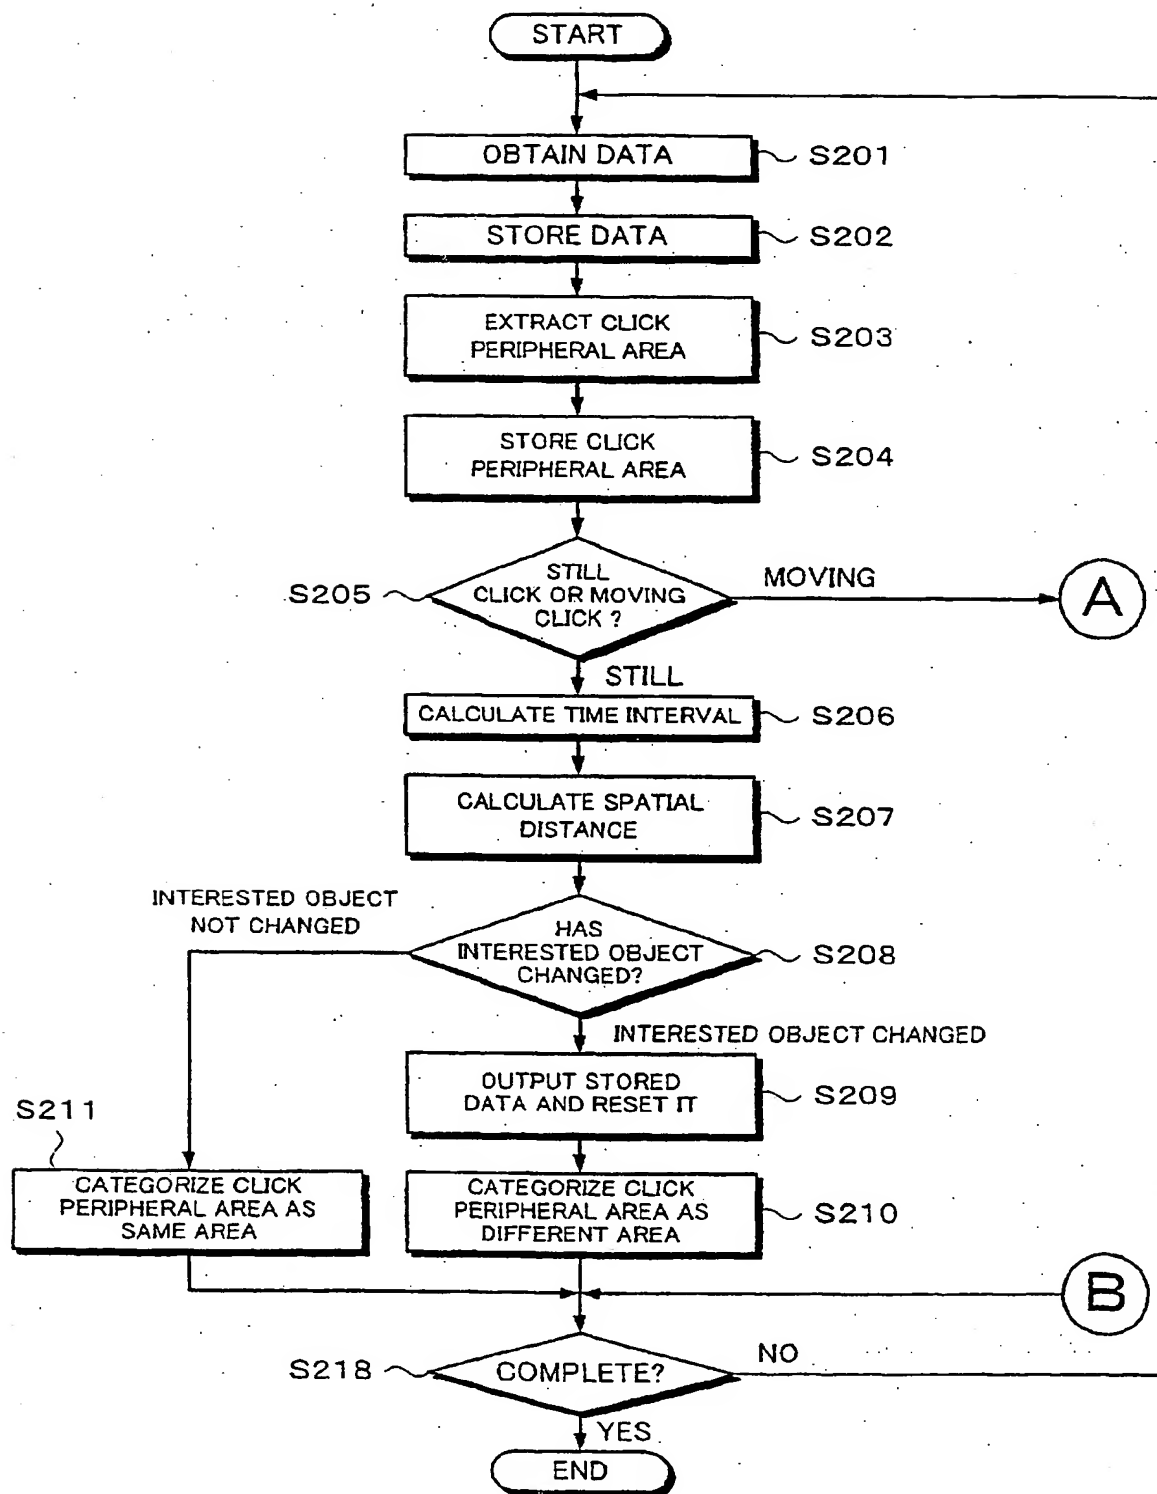 START
OBTAIN DATA
S201
STORE DATA
S202
EXTRACT CLICK
PERIPHERAL AREA
S203
STORE CLICK
PERIPHERAL AREA
S204
STILL
CLICK OR MOVING
CLICK ?
S205
MOVING
A
STILL
CALCULATE TIME INTERVAL
S206
CALCULATE SPATIAL
DISTANCE
S207
INTERESTED OBJECT
NOT CHANGED
HAS
INTERESTED OBJECT
CHANGED?
S208
INTERESTED OBJECT CHANGED
OUTPUT STORED
DATA AND RESET IT
S209
S211
CATEGORIZE CLICK
PERIPHERAL AREA AS
SAME AREA
CATEGORIZE CLICK
PERIPHERAL AREA AS
DIFFERENT AREA
S210
B
S218
COMPLETE?
NO
YES
END